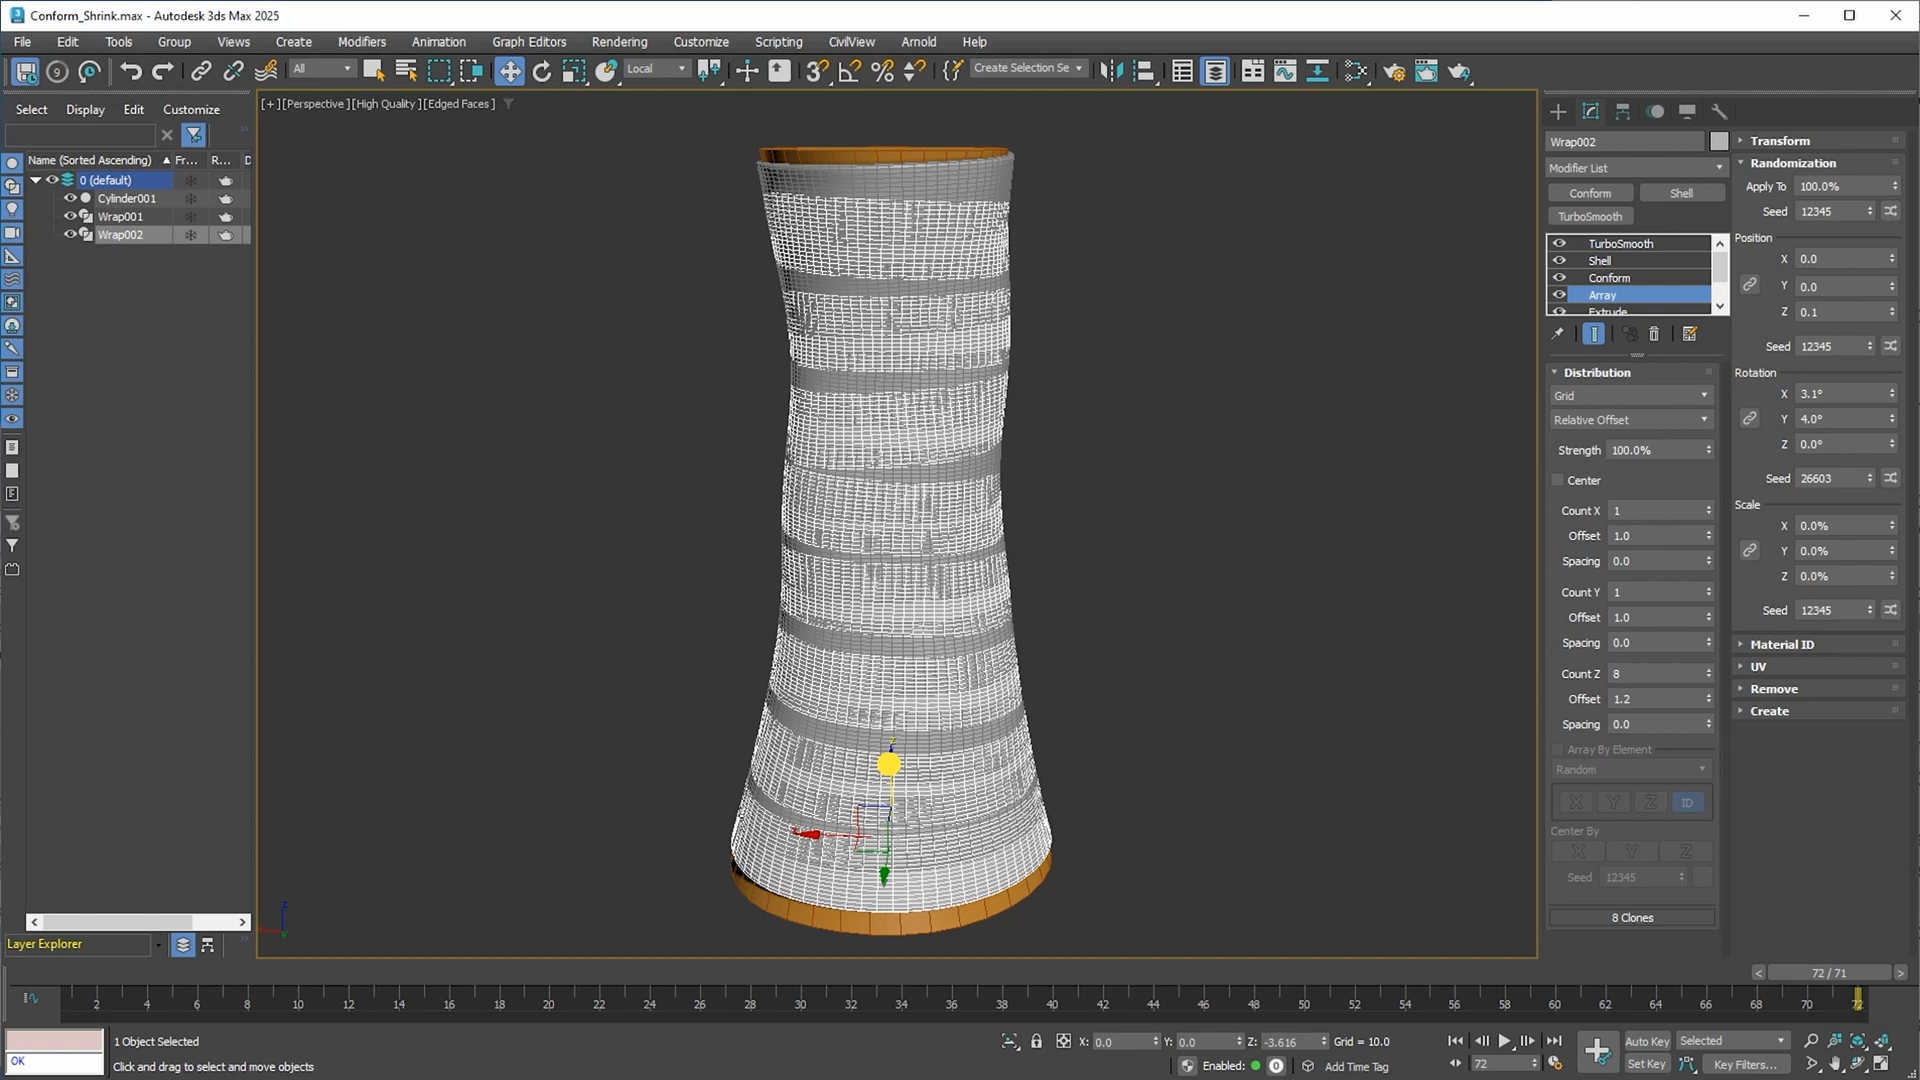 Conform_Shrink.max - Autodesk 3ds Max 2025
File Edit Tools Group Views Create Modifiers Animation Graph Editors Rendering Customize Scripting CivilView Arnold Help
All Local Create Selection Se
Select Display Edit Customize
Name (Sorted Ascending) Fr... R... D
0 (default)
Cylinder001
Wrap001
Wrap002
Layer Explorer
[+][Perspective][High Quality][Edged Faces]
Wrap002
Modifier List
Conform Shell
TurboSmooth
TurboSmooth
Shell
Conform
Array
Extrude
Distribution
Grid
Relative Offset
Strength 100.0%
Center
Count X 1
Offset 1.0
Spacing 0.0
Count Y 1
Offset 1.0
Spacing 0.0
Count Z 8
Offset 1.2
Spacing 0.0
Array By Element
Random
X Y Z ID
Center By
X Y Z
Seed 12345
8 Clones
Transform
Randomization
Apply To 100.0%
Seed 12345
Position
X 0.0
Y 0.0
Z 0.1
Seed 12345
Rotation
X 3.1°
Y 4.0°
Z 0.0°
Seed 26603
Scale
X 0.0%
Y 0.0%
Z 0.0%
Seed 12345
Material ID
UV
Remove
Create
< 72 / 71 >
2 4 6 8 10 12 14 16 18 20 22 24 26 28 30 32 34 36 38 40 42 44 46 48 50 52 54 56 58 60 62 64 66 68 70 72
OK
1 Object Selected
Click and drag to select and move objects
X: 0.0 Y: 0.0 Z: -3.616 Grid = 10.0
Enabled: 0 Add Time Tag
72
Auto Key Selected
Set Key Key Filters...